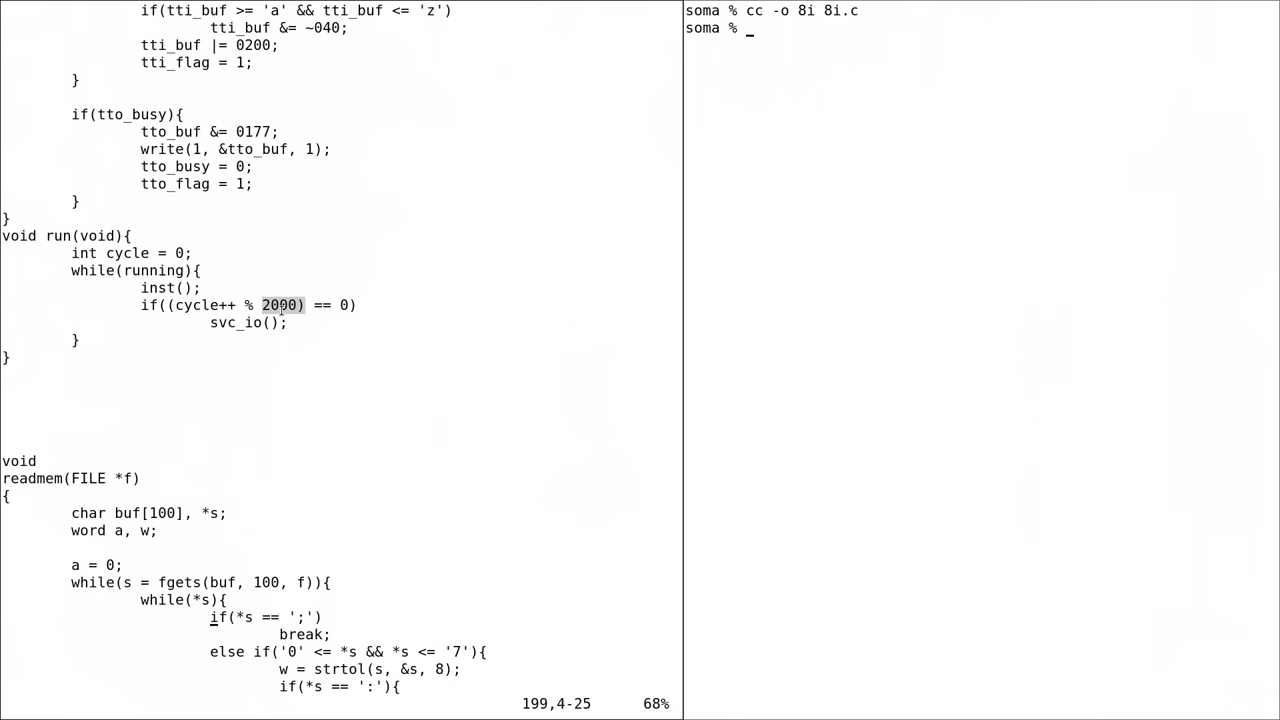 if(tti_buf >= 'a' && tti_buf <= 'z')
tti_buf &= ~040;
tti_buf |= 0200;
tti_flag = 1;
}
if(tto_busy){
tto_buf &= 0177;
write(1, &tto_buf, 1);
tto_busy = 0;
tto_flag = 1;
}
}
void run(void){
int cycle = 0;
while(running){
inst();
if((cycle++ % 2000) == 0)
svc_io();
}
}
void
readmem(FILE *f)
{
char buf[100], *s;
word a, w;
a = 0;
while(s = fgets(buf, 100, f)){
while(*s){
if(*s == ';')
break;
else if('0' <= *s && *s <= '7'){
w = strtol(s, &s, 8);
if(*s == ':'){
199,4-25 68%
soma % cc -o 8i 8i.c
soma %